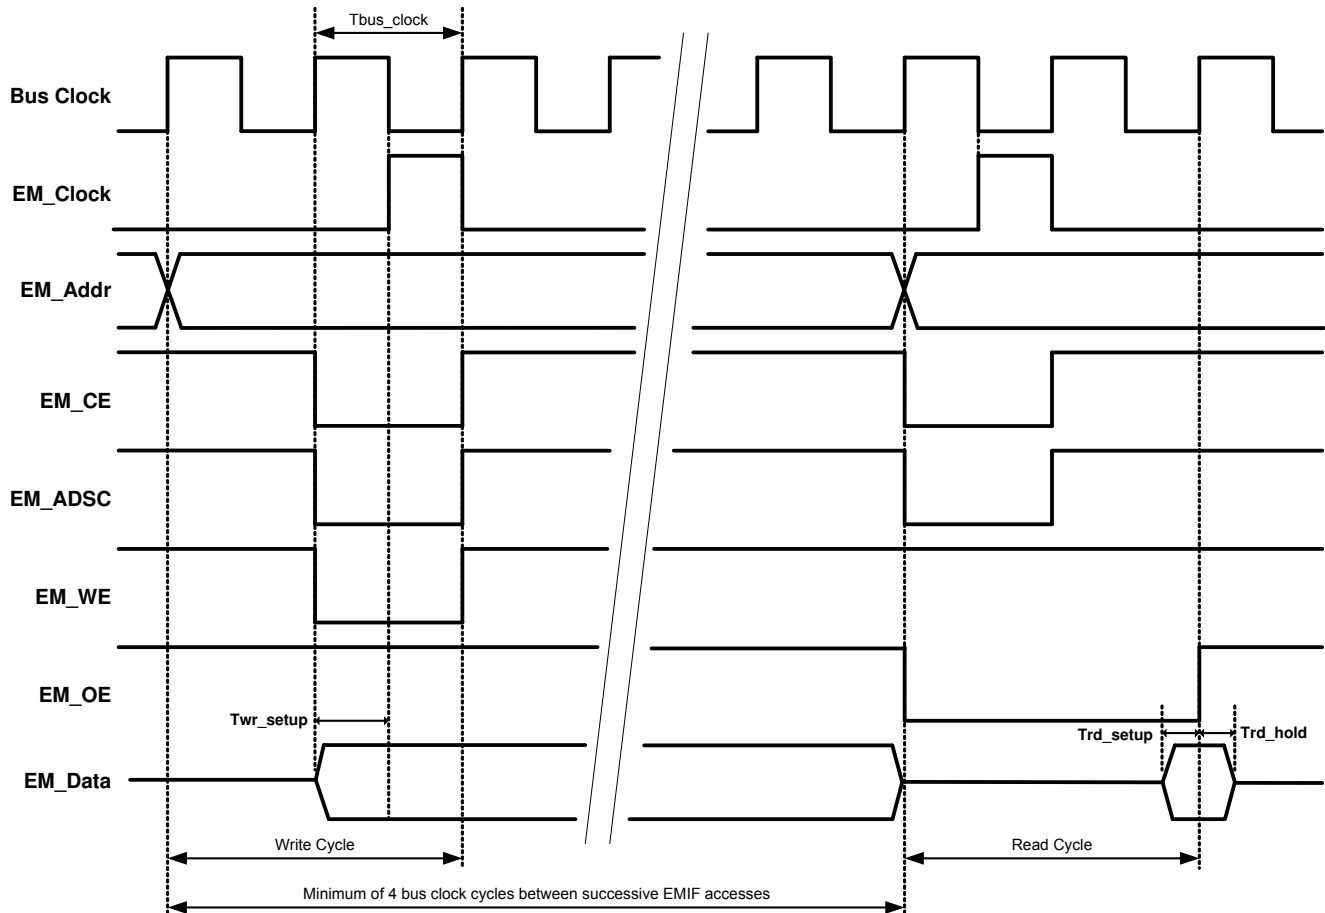 Tbus_clock
Bus Clock
EM_Clock
EM_Addr
EM_CE
EM_ADSC
EM_WE
EM_OE
Twr_setup
Trd_setup
Trd_hold
EM_Data
Write Cycle
Read Cycle
Minimum of 4 bus clock cycles between successive EMIF accesses